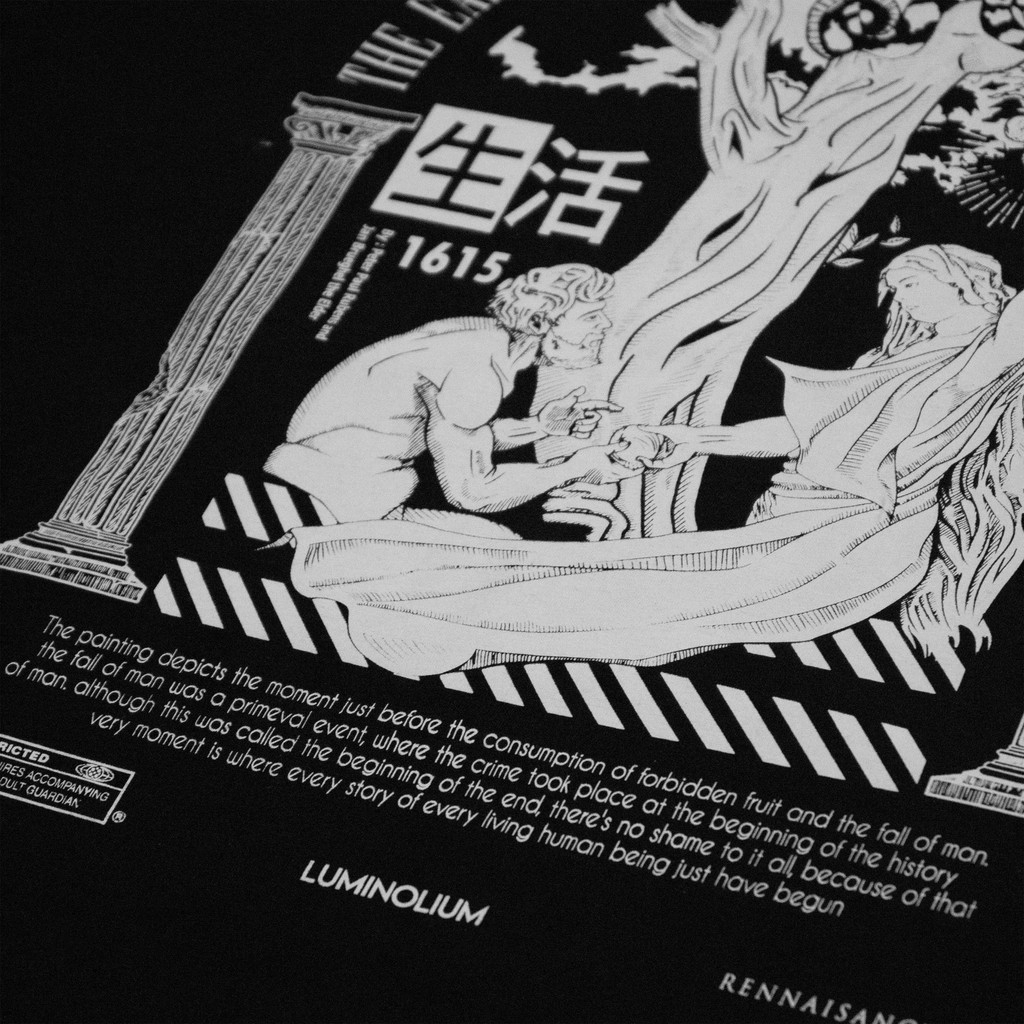 THE
生活
1615
By : Peter Paul Rubens and
Jan Brueghel the Elder
The painting depicts the moment just before the consumption of forbidden fruit and the fall of man.
the fall of man was a primeval event, where the crime took place at the beginning of the history
of man. although this was called the beginning of the end, there's no shame to it all, because of that
very moment is where every story of every living human being just have begun
RICTED
IRES ACCOMPANYING
DULT GUARDIAN
®
LUMINOLIUM
RENNAISANC